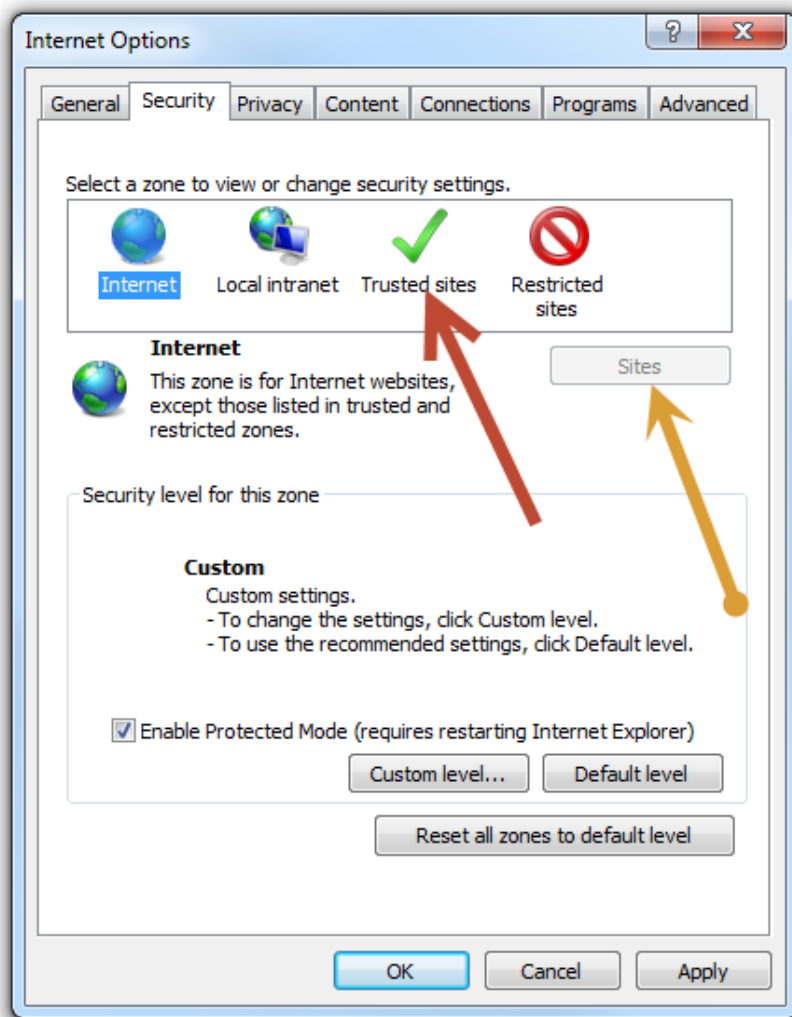 Internet Options
General Security Privacy Content Connections Programs Advanced
Select a zone to view or change security settings.
Internet Local intranet Trusted sites Restricted
sites
Internet
Sites
This zone is for Internet websites,
except those listed in trusted and
restricted zones.
Security level for this zone
Custom
Custom settings.
- To change the settings, click Custom level.
- To use the recommended settings, click Default level.
Enable Protected Mode (requires restarting Internet Explorer)
Custom level... Default level
Reset all zones to default level
OK Cancel Apply